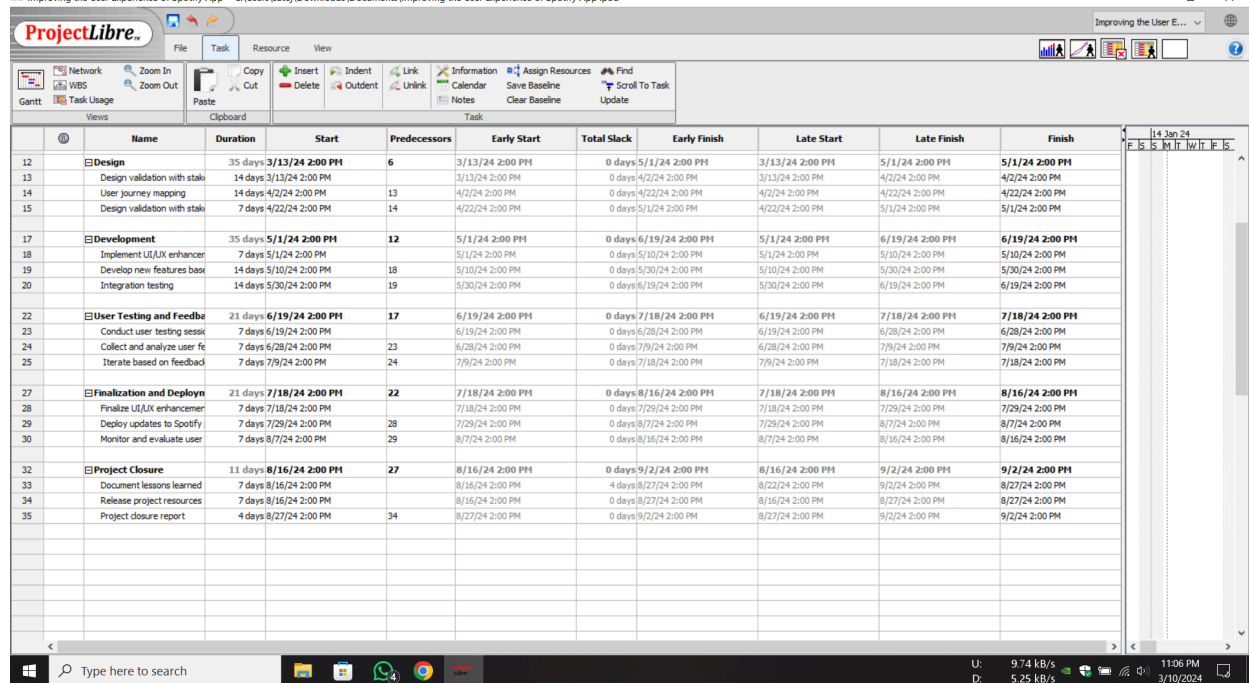 ProjectLibre™
Improving the User E...
File Task Resource View
Network Zoom In Copy Insert Indent Link Information Assign Resources Find
WBS Zoom Out Cut Delete Outdent Unlink Calendar Save Baseline Scroll To Task
Gantt Task Usage Paste Notes Clear Baseline Update
Views Clipboard Task
Name Duration Start Predecessors Early Start Total Slack Early Finish Late Start Late Finish Finish 14 Jan 24
F S S M T W T F S
12 Design 35 days 3/13/24 2:00 PM 6 3/13/24 2:00 PM 0 days 5/1/24 2:00 PM 3/13/24 2:00 PM 5/1/24 2:00 PM 5/1/24 2:00 PM
13 Design validation with stak 14 days 3/13/24 2:00 PM 3/13/24 2:00 PM 0 days 4/2/24 2:00 PM 3/13/24 2:00 PM 4/2/24 2:00 PM 4/2/24 2:00 PM
14 User journey mapping 14 days 4/2/24 2:00 PM 13 4/2/24 2:00 PM 0 days 4/22/24 2:00 PM 4/2/24 2:00 PM 4/22/24 2:00 PM 4/22/24 2:00 PM
15 Design validation with stak 7 days 4/22/24 2:00 PM 14 4/22/24 2:00 PM 0 days 5/1/24 2:00 PM 4/22/24 2:00 PM 5/1/24 2:00 PM 5/1/24 2:00 PM
17 Development 35 days 5/1/24 2:00 PM 12 5/1/24 2:00 PM 0 days 6/19/24 2:00 PM 5/1/24 2:00 PM 6/19/24 2:00 PM 6/19/24 2:00 PM
18 Implement UI/UX enhancer 7 days 5/1/24 2:00 PM 5/1/24 2:00 PM 0 days 5/10/24 2:00 PM 5/1/24 2:00 PM 5/10/24 2:00 PM 5/10/24 2:00 PM
19 Develop new features base 14 days 5/10/24 2:00 PM 18 5/10/24 2:00 PM 0 days 5/30/24 2:00 PM 5/10/24 2:00 PM 5/30/24 2:00 PM 5/30/24 2:00 PM
20 Integration testing 14 days 5/30/24 2:00 PM 19 5/30/24 2:00 PM 0 days 6/19/24 2:00 PM 5/30/24 2:00 PM 6/19/24 2:00 PM 6/19/24 2:00 PM
22 User Testing and Feedba 21 days 6/19/24 2:00 PM 17 6/19/24 2:00 PM 0 days 7/18/24 2:00 PM 6/19/24 2:00 PM 7/18/24 2:00 PM 7/18/24 2:00 PM
23 Conduct user testing sessio 7 days 6/19/24 2:00 PM 6/19/24 2:00 PM 0 days 6/28/24 2:00 PM 6/19/24 2:00 PM 6/28/24 2:00 PM 6/28/24 2:00 PM
24 Collect and analyze user fe 7 days 6/28/24 2:00 PM 23 6/28/24 2:00 PM 0 days 7/9/24 2:00 PM 6/28/24 2:00 PM 7/9/24 2:00 PM 7/9/24 2:00 PM
25 Iterate based on feedback 7 days 7/9/24 2:00 PM 24 7/9/24 2:00 PM 0 days 7/18/24 2:00 PM 7/9/24 2:00 PM 7/18/24 2:00 PM 7/18/24 2:00 PM
27 Finalization and Deployn 21 days 7/18/24 2:00 PM 22 7/18/24 2:00 PM 0 days 8/16/24 2:00 PM 7/18/24 2:00 PM 8/16/24 2:00 PM 8/16/24 2:00 PM
28 Finalize UI/UX enhancemen 7 days 7/18/24 2:00 PM 7/18/24 2:00 PM 0 days 7/29/24 2:00 PM 7/18/24 2:00 PM 7/29/24 2:00 PM 7/29/24 2:00 PM
29 Deploy updates to Spotify 7 days 7/29/24 2:00 PM 28 7/29/24 2:00 PM 0 days 8/7/24 2:00 PM 7/29/24 2:00 PM 8/7/24 2:00 PM 8/7/24 2:00 PM
30 Monitor and evaluate user 7 days 8/7/24 2:00 PM 29 8/7/24 2:00 PM 0 days 8/16/24 2:00 PM 8/7/24 2:00 PM 8/16/24 2:00 PM 8/16/24 2:00 PM
32 Project Closure 11 days 8/16/24 2:00 PM 27 8/16/24 2:00 PM 0 days 9/2/24 2:00 PM 8/16/24 2:00 PM 9/2/24 2:00 PM 9/2/24 2:00 PM
33 Document lessons learned 7 days 8/16/24 2:00 PM 8/16/24 2:00 PM 4 days 8/27/24 2:00 PM 8/22/24 2:00 PM 9/2/24 2:00 PM 8/27/24 2:00 PM
34 Release project resources 7 days 8/16/24 2:00 PM 8/16/24 2:00 PM 0 days 8/27/24 2:00 PM 8/16/24 2:00 PM 8/27/24 2:00 PM 8/27/24 2:00 PM
35 Project closure report 4 days 8/27/24 2:00 PM 34 8/27/24 2:00 PM 0 days 9/2/24 2:00 PM 8/27/24 2:00 PM 9/2/24 2:00 PM 9/2/24 2:00 PM
Type here to search 4 U: 9.74 kB/s 11:06 PM
D: 5.25 kB/s 3/10/2024